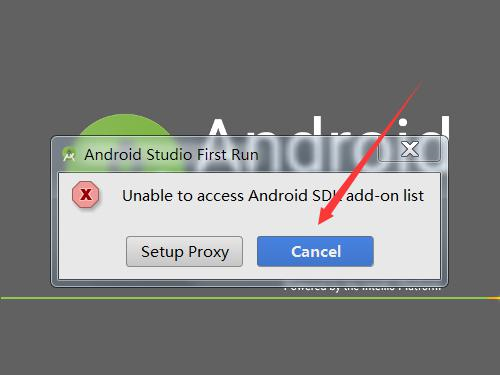 Android
Android Studio First Run
Unable to access Android SDK add-on list
Setup Proxy
Cancel
Powered by the IntelliJ Platform